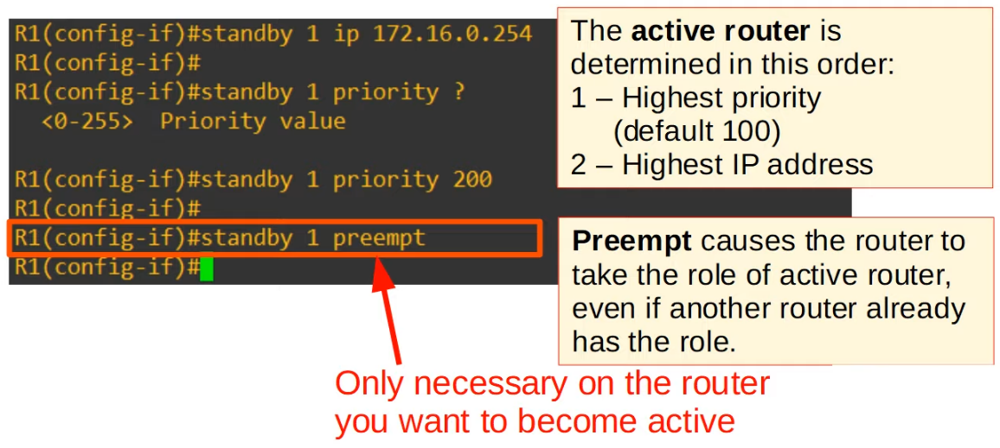 R1(config-if)#standby 1 ip 172.16.0.254
R1(config-if)#
R1(config-if)#standby 1 priority ?
<0-255> Priority value
R1(config-if)#standby 1 priority 200
R1(config-if)#
R1(config-if)#standby 1 preempt
R1(config-if)#
The active router is
determined in this order:
1 – Highest priority
(default 100)
2 – Highest IP address
Preempt causes the router to
take the role of active router,
even if another router already
has the role.
Only necessary on the router
you want to become active